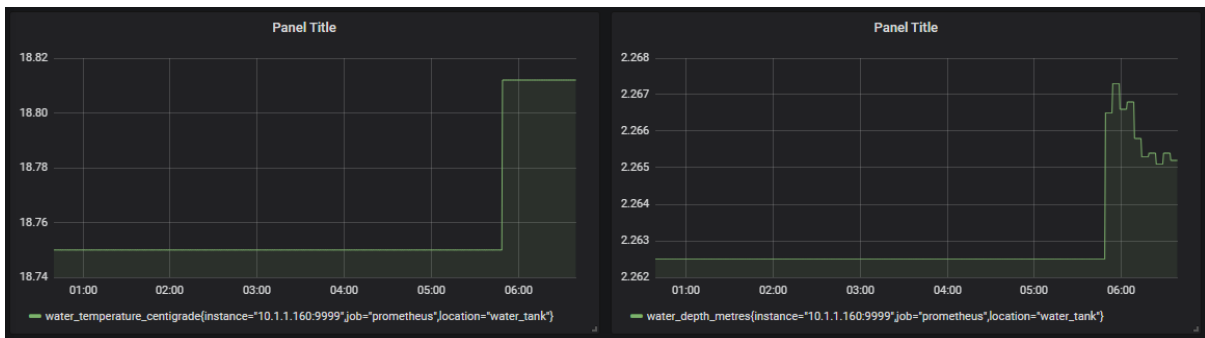 Panel Title
18.82
18.80
18.78
18.76
18.74
01:00 02:00 03:00 04:00 05:00 06:00
water_temperature_centigrade{instance="10.1.1.160:9999",job="prometheus",location="water_tank"}
Panel Title
2.268
2.267
2.266
2.265
2.264
2.263
2.262
01:00 02:00 03:00 04:00 05:00 06:00
water_depth_metres{instance="10.1.1.160:9999",job="prometheus",location="water_tank"}